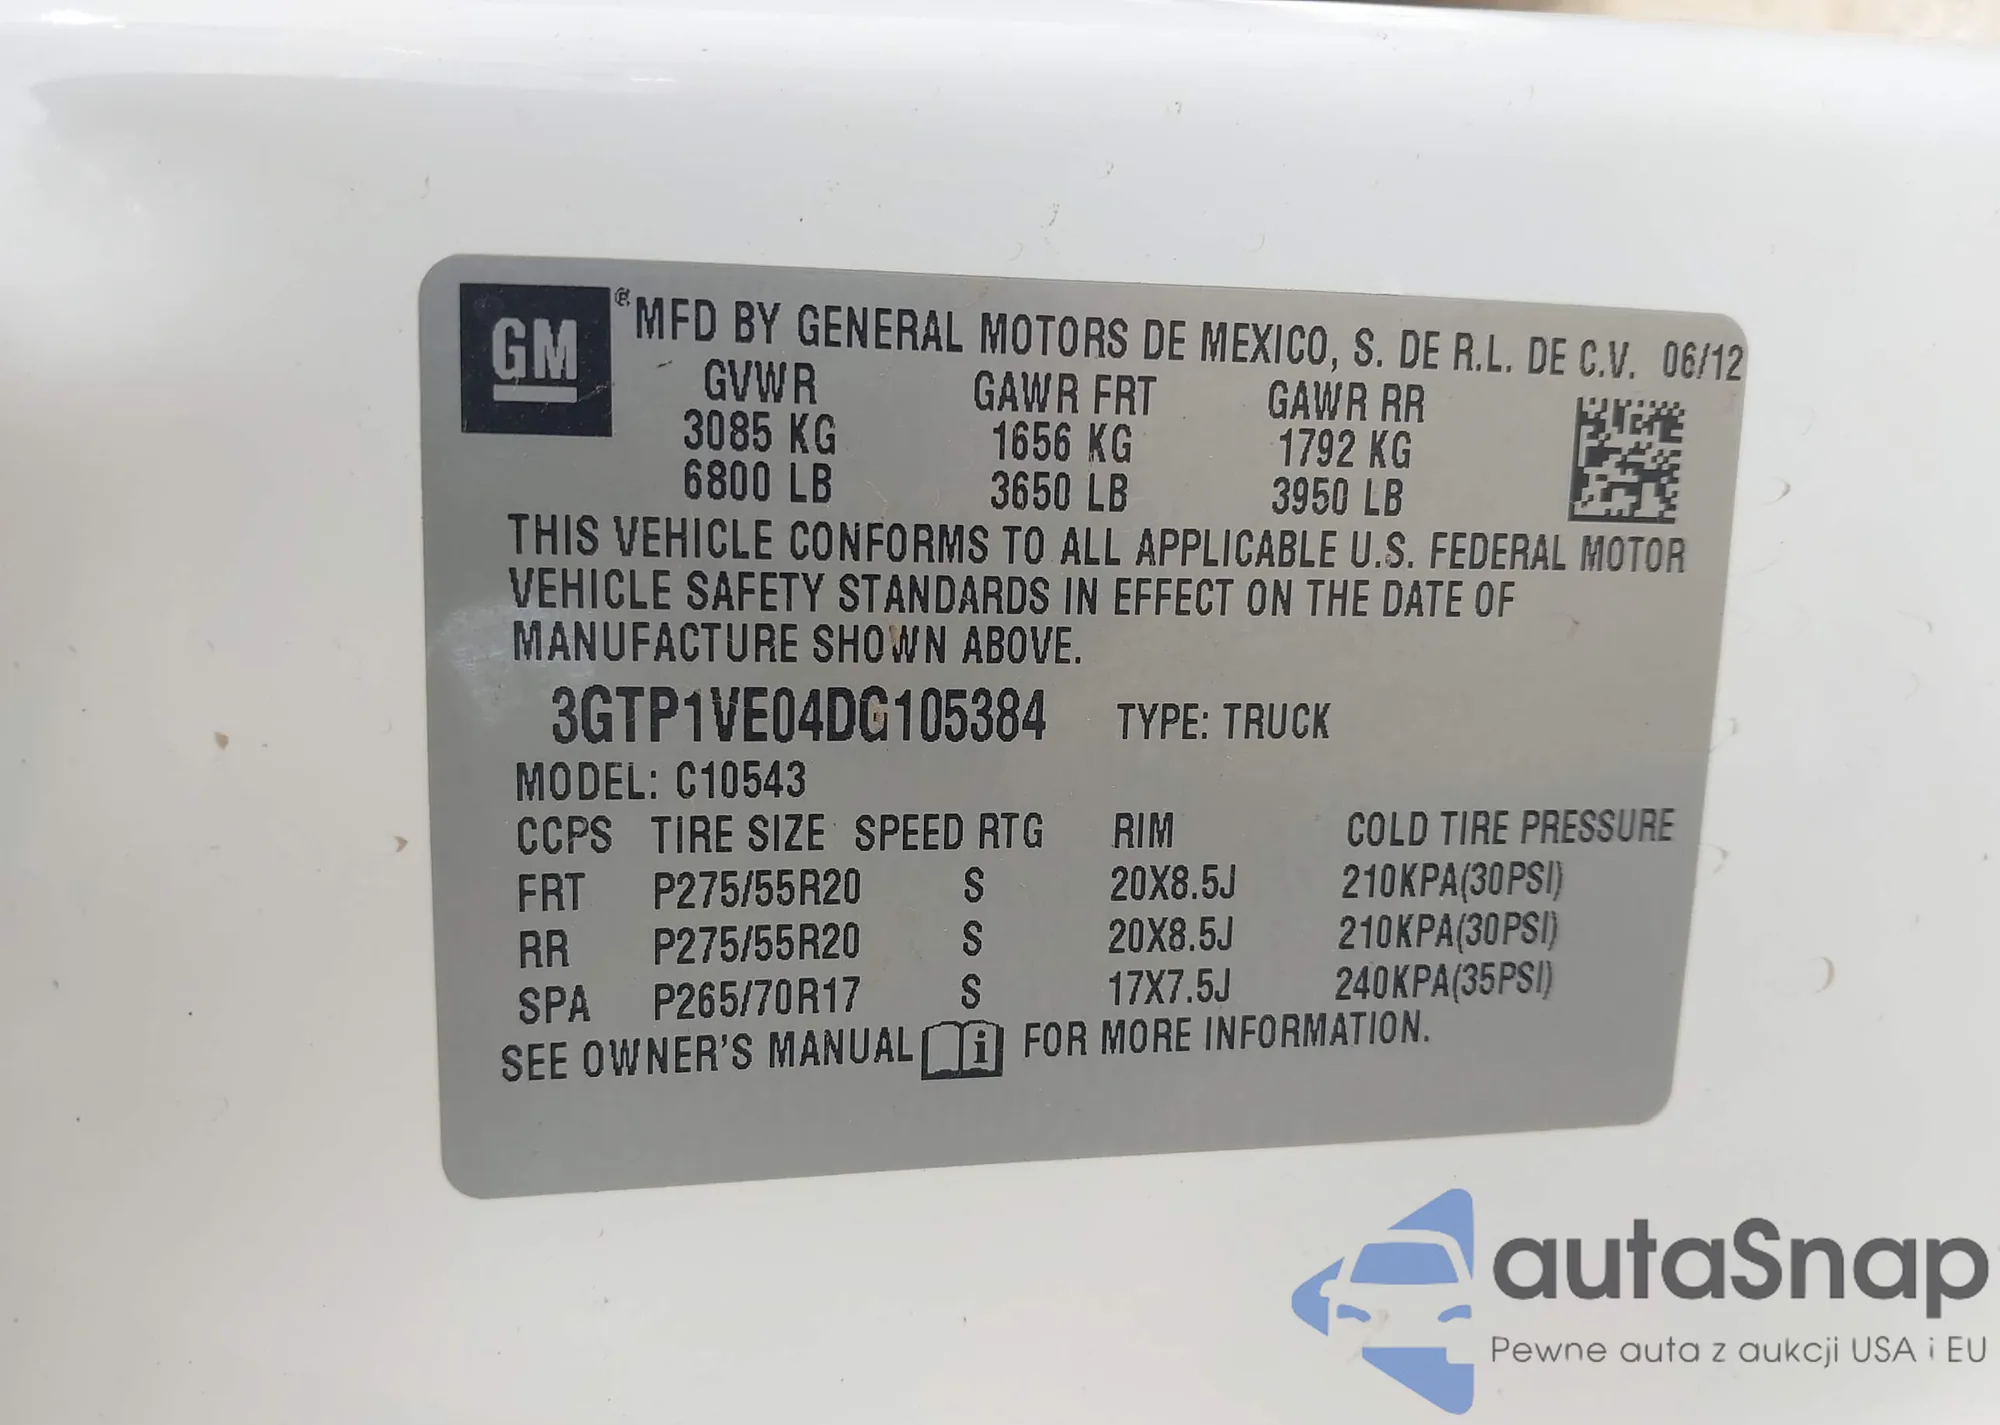 GM
® MFD BY GENERAL MOTORS DE MEXICO, S. DE R.L. DE C.V. 06/12
GVWR GAWR FRT GAWR RR
3085 KG 1656 KG 1792 KG
6800 LB 3650 LB 3950 LB
THIS VEHICLE CONFORMS TO ALL APPLICABLE U.S. FEDERAL MOTOR
VEHICLE SAFETY STANDARDS IN EFFECT ON THE DATE OF
MANUFACTURE SHOWN ABOVE.
3GTP1VE04DG105384 TYPE: TRUCK
MODEL: C10543
CCPS TIRE SIZE SPEED RTG RIM COLD TIRE PRESSURE
FRT P275/55R20 S 20X8.5J 210KPA(30PSI)
RR P275/55R20 S 20X8.5J 210KPA(30PSI)
SPA P265/70R17 S 17X7.5J 240KPA(35PSI)
SEE OWNER'S MANUAL i FOR MORE INFORMATION.
autaSnap
Pewne auta z aukcji USA i EU